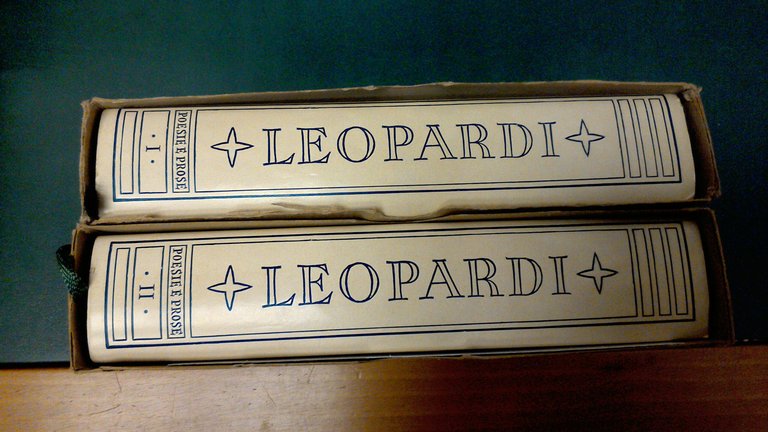 · I ·
POESIE E PROSE
LEOPARDI
· II ·
POESIE E PROSE
LEOPARDI